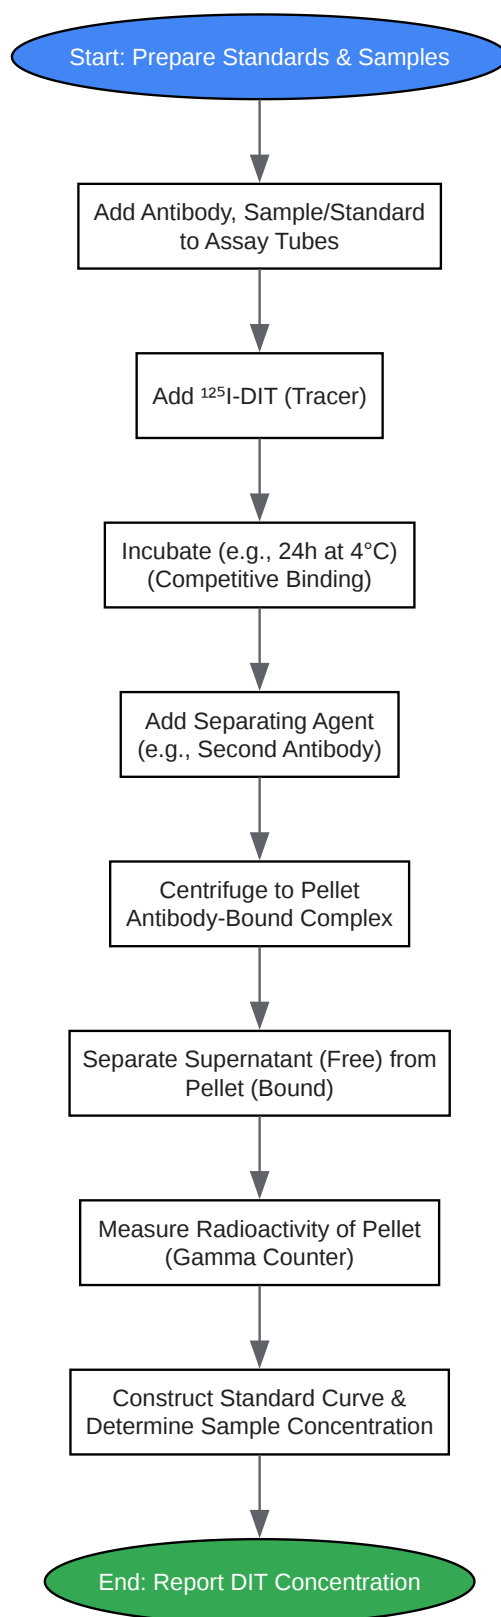 Start: Prepare Standards & Samples
Add Antibody, Sample/Standard
to Assay Tubes
Add ¹²⁵I-DIT (Tracer)
Incubate (e.g., 24h at 4°C)
(Competitive Binding)
Add Separating Agent
(e.g., Second Antibody)
Centrifuge to Pellet
Antibody-Bound Complex
Separate Supernatant (Free) from
Pellet (Bound)
Measure Radioactivity of Pellet
(Gamma Counter)
Construct Standard Curve &
Determine Sample Concentration
End: Report DIT Concentration